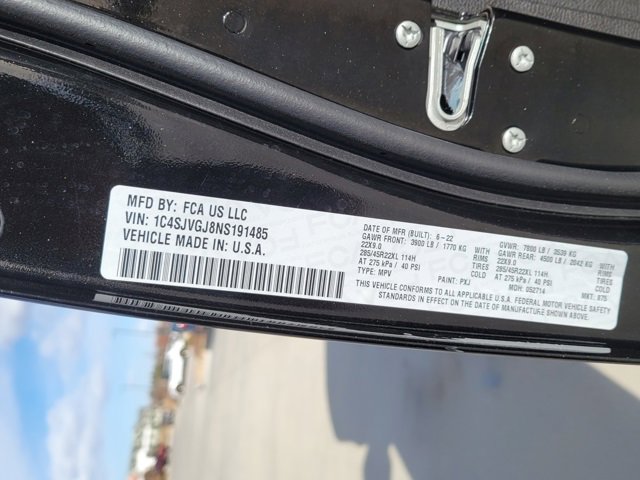 MFD BY: FCA US LLC
VIN: 1C4SJVGJ8NS191485
VEHICLE MADE IN: U.S.A.
DATE OF MFR (BUILT): 6-22 GVWR: 7800 LB / 3539 KG
GAWR FRONT: 3900 LB / 1770 KG WITH GAWR REAR: 4500 LB / 2042 KG WITH
22X9.0 RIMS 22X9.0 RIMS
285/45R22XL 114H TIRES 285/45R22XL 114H TIRES
AT 275 kPa / 40 PSI COLD AT 275 kPa / 40 PSI COLD
TYPE: MPV PAINT: PXJ MDH: 052714 MKT: 875
THIS VEHICLE CONFORMS TO ALL APPLICABLE U.S.A. FEDERAL MOTOR VEHICLE SAFETY
STANDARDS IN EFFECT ON THE DATE OF MANUFACTURE SHOWN ABOVE.